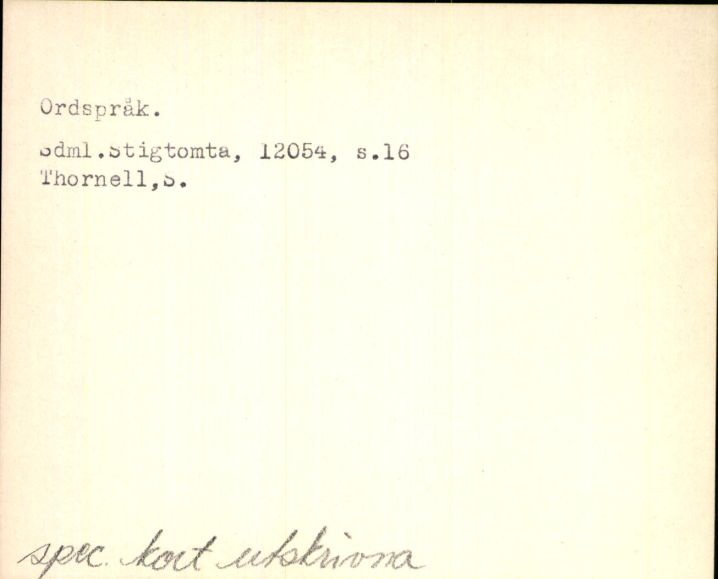 Ordspråk.
Sdml.Stigtomta, 12054, s.16
Thornell,S.
spec. kort utskrivna